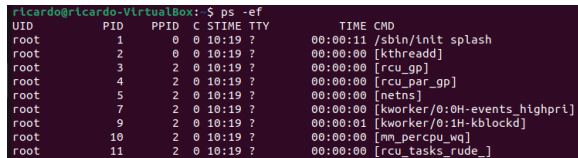 ricardo@ricardo-VirtualBox:~$ ps -ef
UID PID PPID C STIME TTY TIME CMD
root 1 0 0 10:19 ? 00:00:11 /sbin/init splash
root 2 0 0 10:19 ? 00:00:00 [kthreadd]
root 3 2 0 10:19 ? 00:00:00 [rcu_gp]
root 4 2 0 10:19 ? 00:00:00 [rcu_par_gp]
root 5 2 0 10:19 ? 00:00:00 [netns]
root 7 2 0 10:19 ? 00:00:00 [kworker/0:0H-events_highpri]
root 9 2 0 10:19 ? 00:00:01 [kworker/0:1H-kblockd]
root 10 2 0 10:19 ? 00:00:00 [mm_percpu_wq]
root 11 2 0 10:19 ? 00:00:00 [rcu_tasks_rude_]